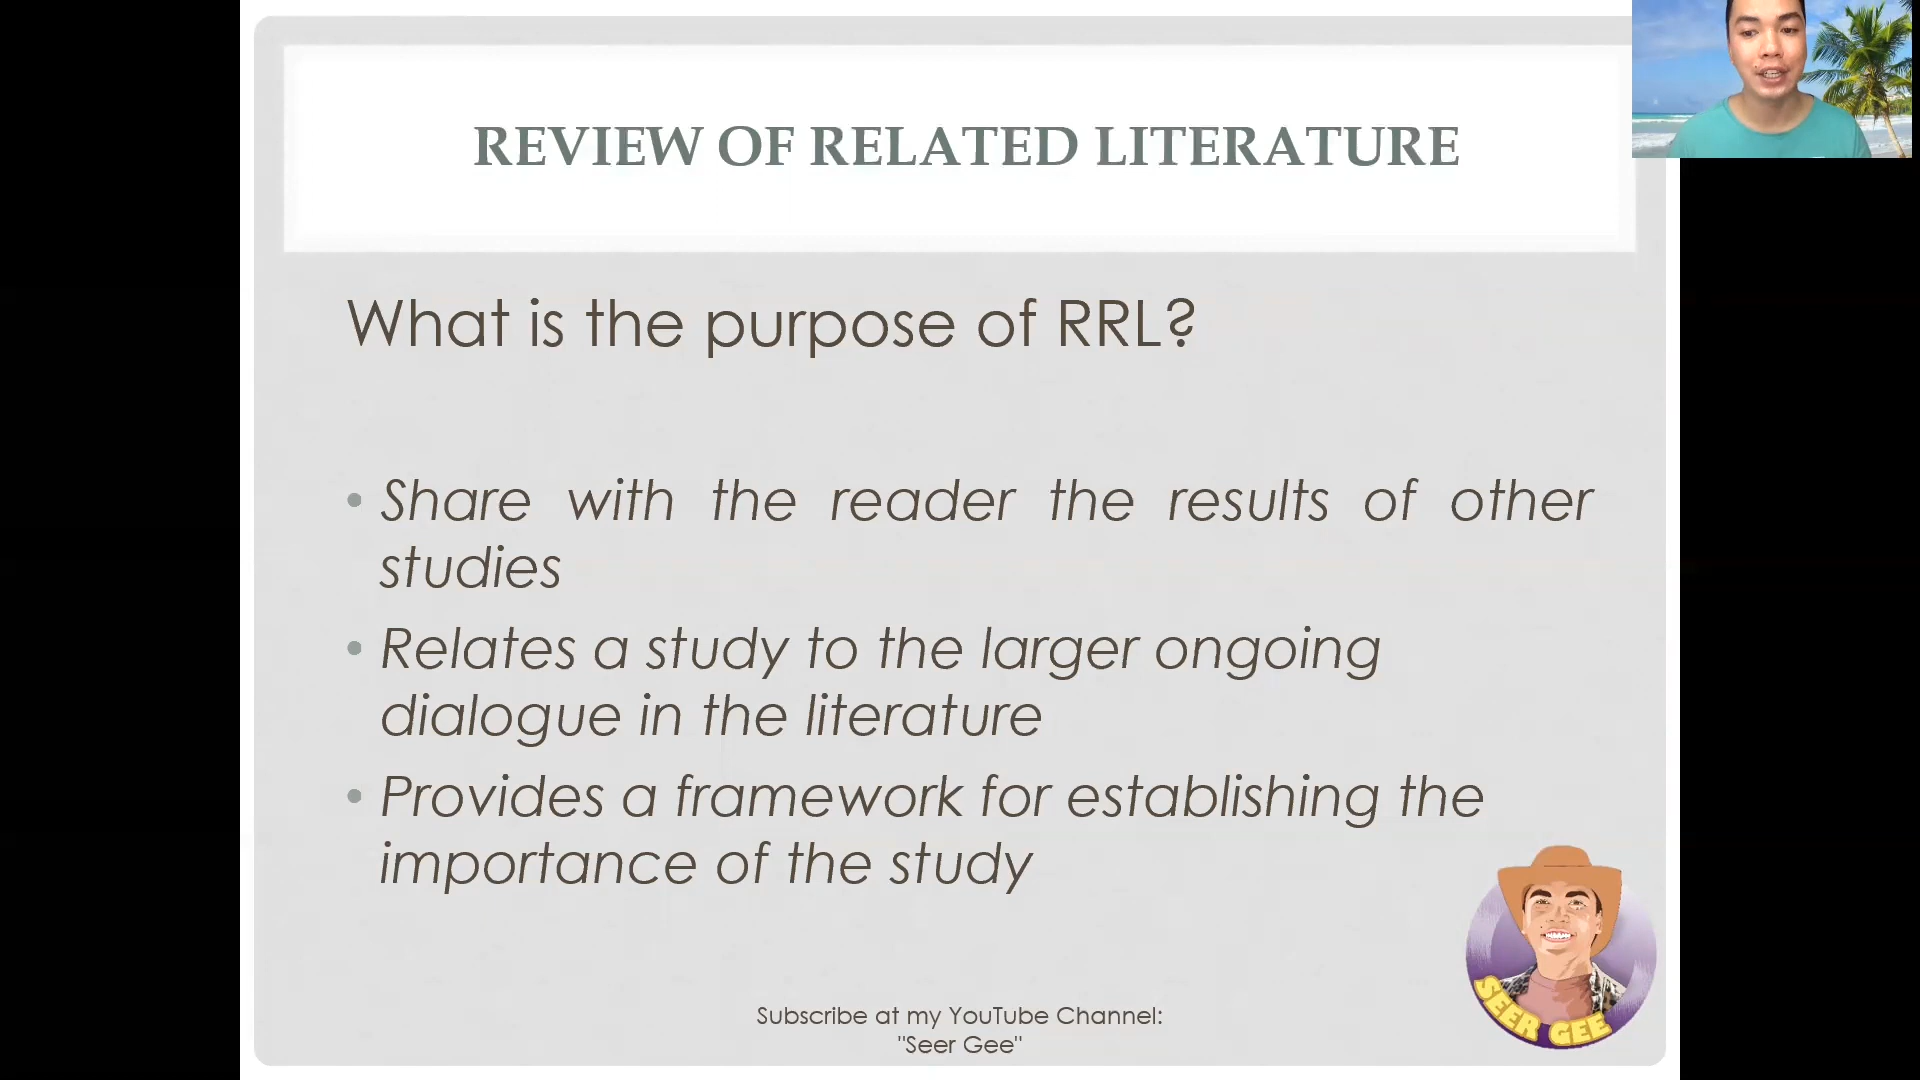 REVIEW OF RELATED LITERATURE
What is the purpose of RRL?
• Share with the reader the results of other
studies
• Relates a study to the larger ongoing
dialogue in the literature
• Provides a framework for establishing the
importance of the study
SEER GEE
Subscribe at my YouTube Channel:
"Seer Gee"